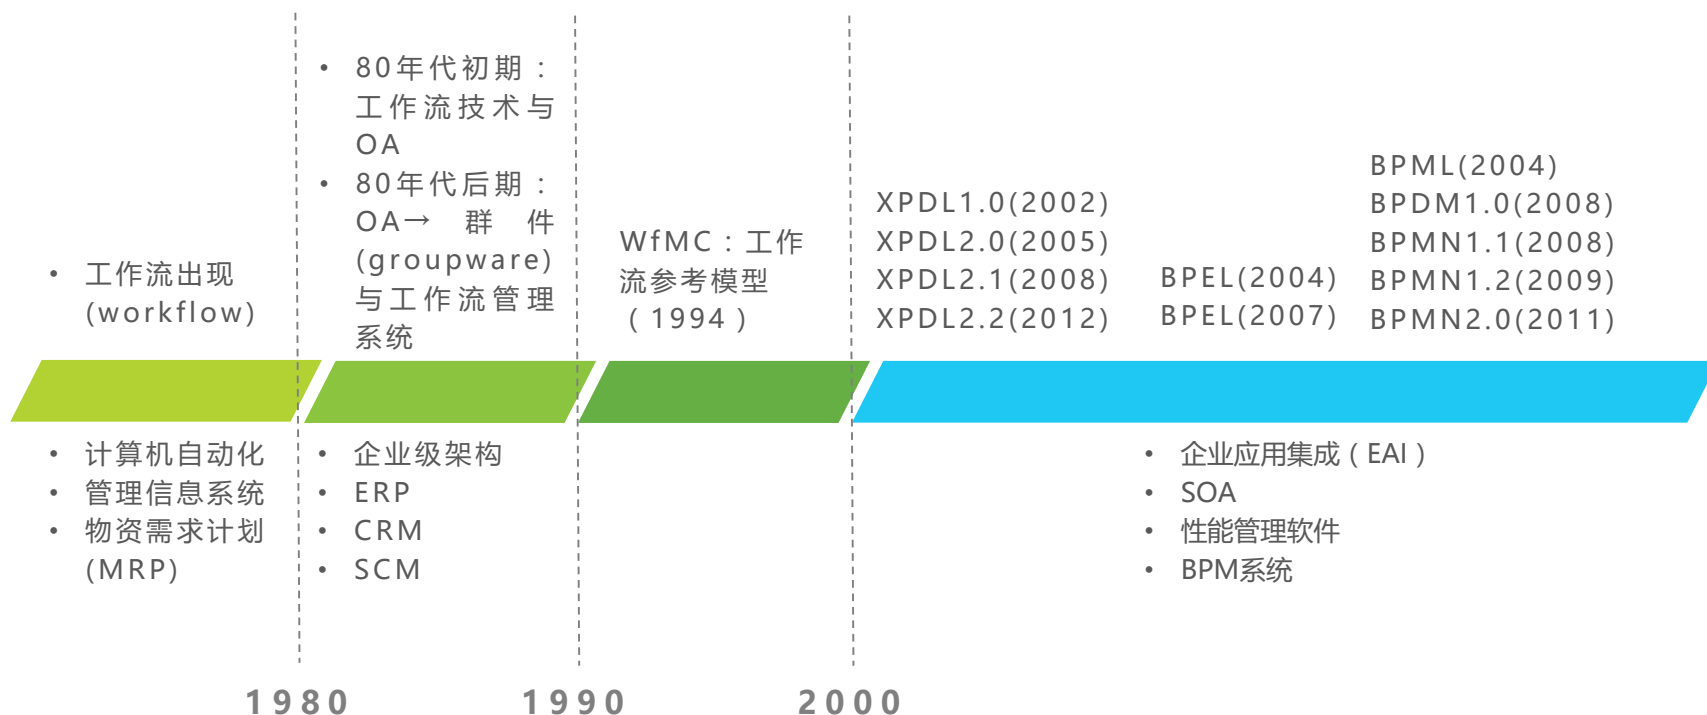 • 工作流出现
(workflow)
• 80年代初期：
工作流技术与
OA
• 80年代后期：
OA→ 群件
(groupware)
与工作流管理
系统
WfMC：工作
流参考模型
（1994）
XPDL1.0(2002)
XPDL2.0(2005)
XPDL2.1(2008)
XPDL2.2(2012)
BPEL(2004)
BPEL(2007)
BPML(2004)
BPDM1.0(2008)
BPMN1.1(2008)
BPMN1.2(2009)
BPMN2.0(2011)
• 计算机自动化
• 管理信息系统
• 物资需求计划
(MRP)
• 企业级架构
• ERP
• CRM
• SCM
• 企业应用集成（EAI）
• SOA
• 性能管理软件
• BPM系统
1980
1990
2000